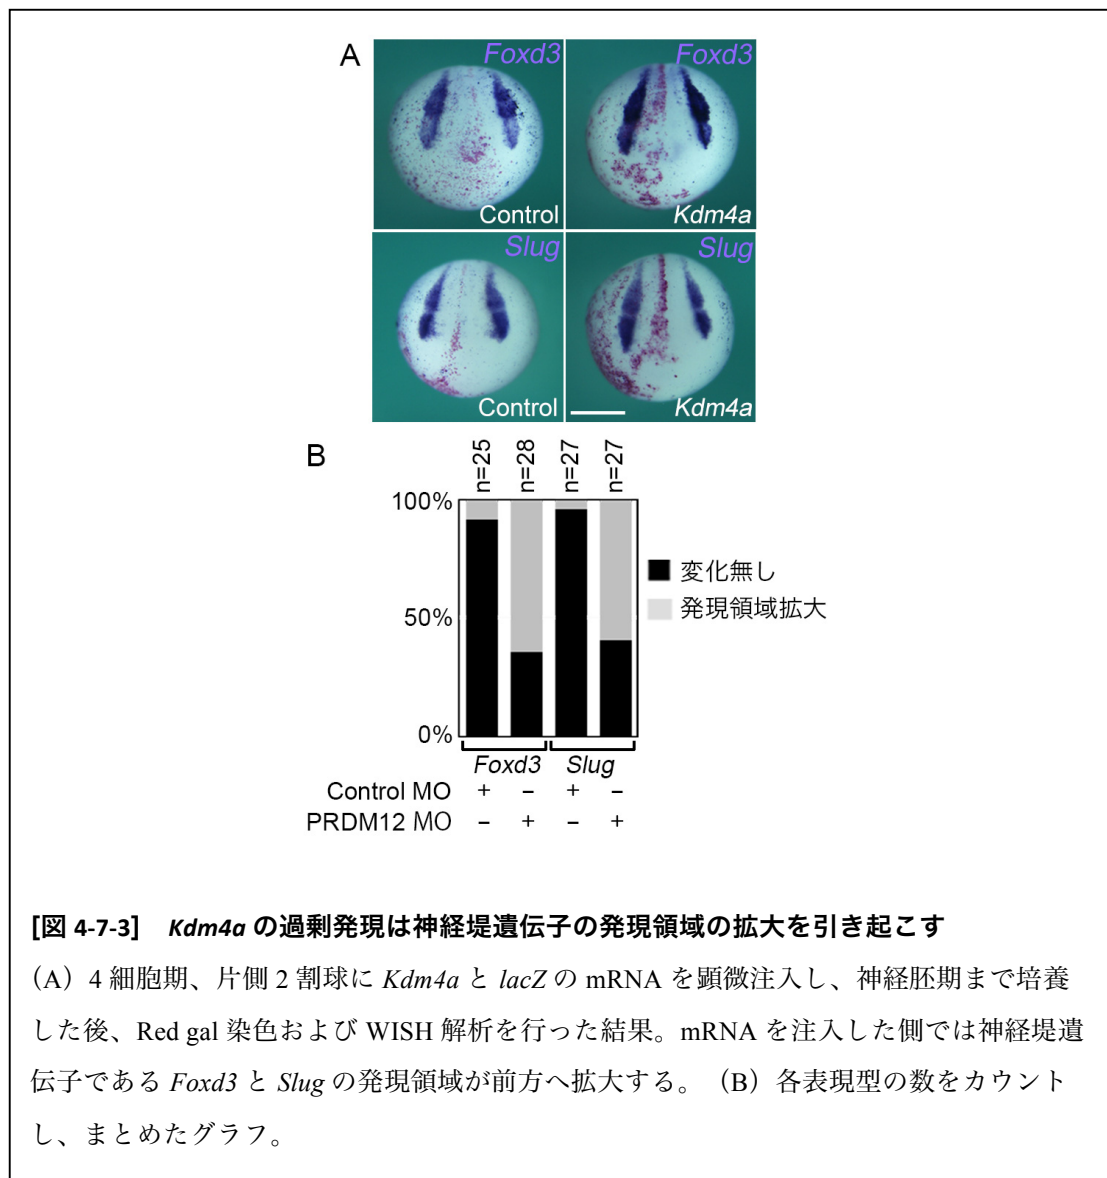 A
Foxd3
Foxd3
Control
Kdm4a
Slug
Slug
Control
Kdm4a
B
n=25
n=28
n=27
n=27
100%
50%
0%
変化無し
発現領域拡大
Foxd3 Slug
Control MO + − + −
PRDM12 MO − + − +
[図 4-7-3] Kdm4a の過剰発現は神経堤遺伝子の発現領域の拡大を引き起こす
(A) 4 細胞期、片側 2 割球に Kdm4a と lacZ の mRNA を顕微注入し、神経胚期まで培養
した後、Red gal 染色および WISH 解析を行った結果。mRNA を注入した側では神経堤遺
伝子である Foxd3 と Slug の発現領域が前方へ拡大する。 (B) 各表現型の数をカウント
し、まとめたグラフ。